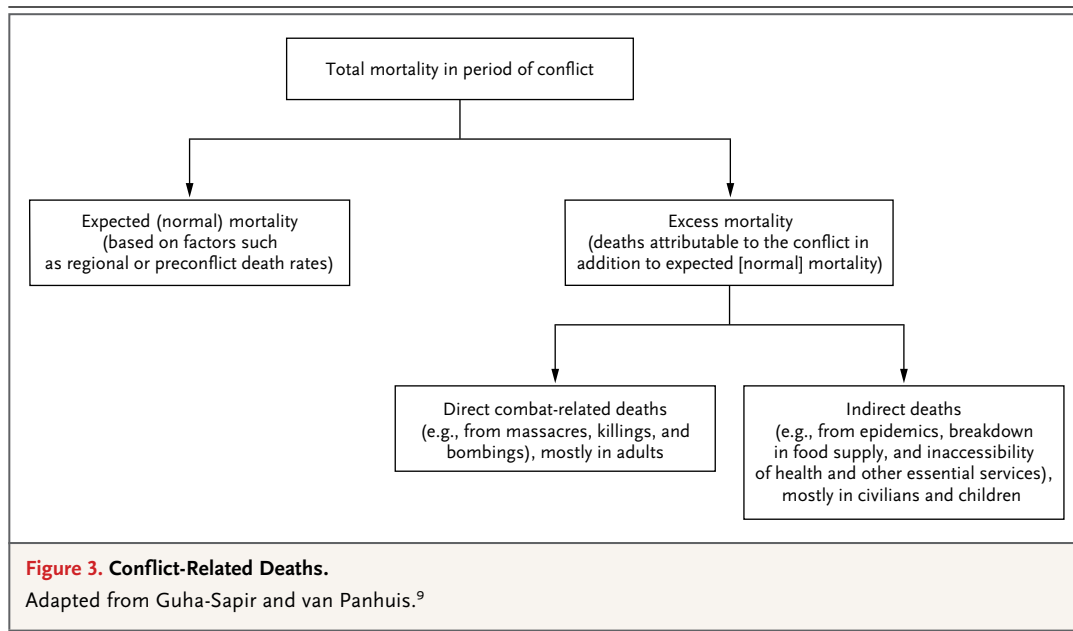 Total mortality in period of conflict
Expected (normal) mortality
(based on factors such
as regional or preconflict death rates)
Excess mortality
(deaths attributable to the conflict in
addition to expected [normal] mortality)
Direct combat-related deaths
(e.g., from massacres, killings, and
bombings), mostly in adults
Indirect deaths
(e.g., from epidemics, breakdown
in food supply, and inaccessibility
of health and other essential services),
mostly in civilians and children
Figure 3. Conflict-Related Deaths.
Adapted from Guha-Sapir and van Panhuis.⁹